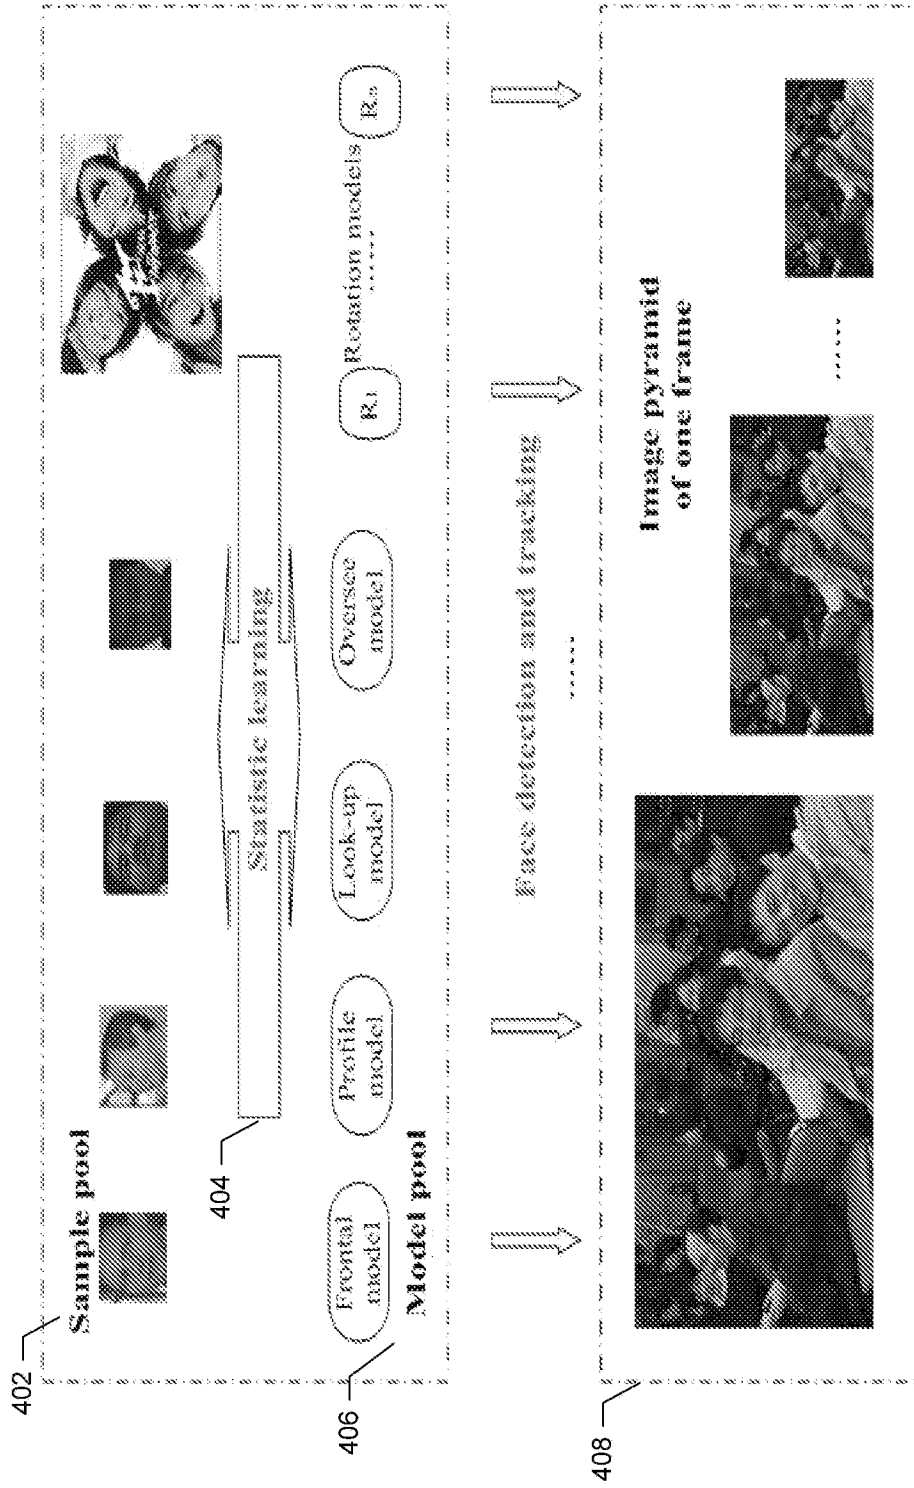 402
Sample pool
404
Statistic learning
Frontal
model
Profile
model
Look-up
model
Oversee
model
R1
Rotation models
......
Rn
406
Model pool
Face detection and tracking
......
408
Image pyramid
of one frame
......